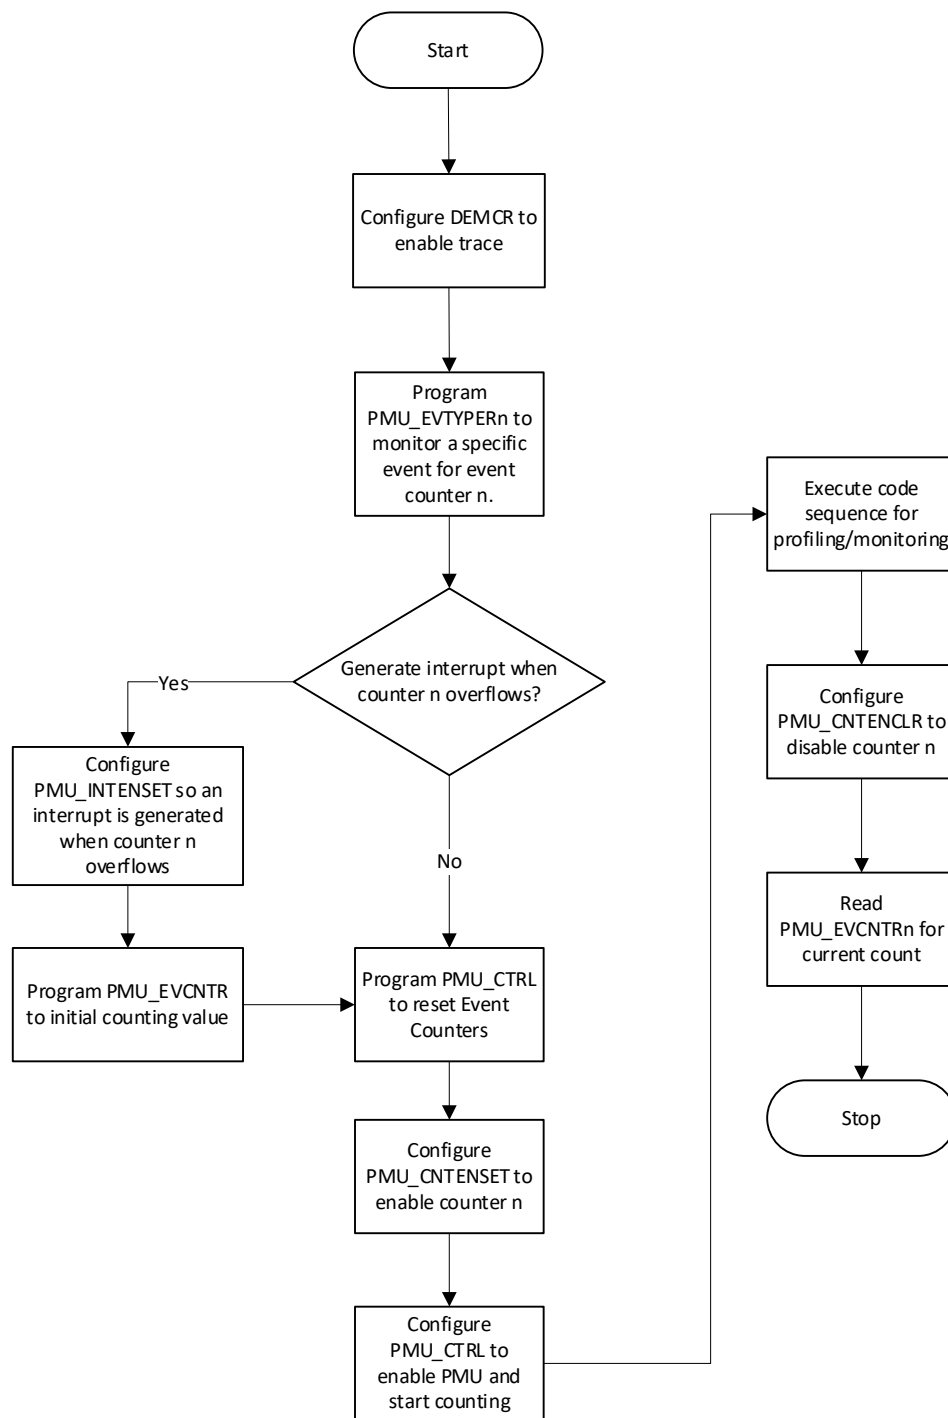 Start
Configure DEMCR to
enable trace
Program
PMU_EVTYPERn to
monitor a specific
event for event
counter n.
Generate interrupt when
counter n overflows?
Yes
No
Configure
PMU_INTENSET so an
interrupt is generated
when counter n
overflows
Program PMU_EVCNTR
to initial counting value
Program PMU_CTRL
to reset Event
Counters
Configure
PMU_CNTENSET to
enable counter n
Configure
PMU_CTRL to
enable PMU and
start counting
Execute code
sequence for
profiling/monitoring
Configure
PMU_CNTENCLR to
disable counter n
Read
PMU_EVCNTRn for
current count
Stop